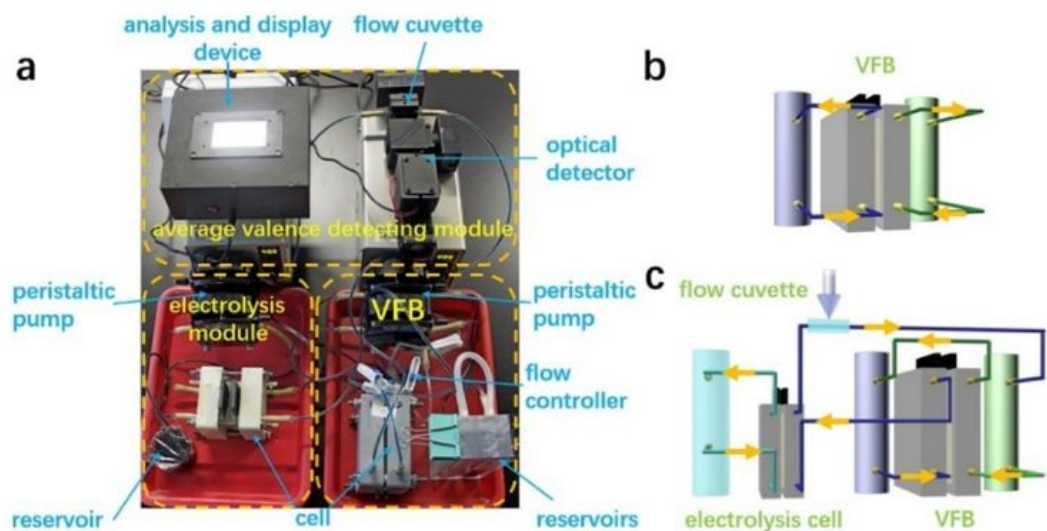 a
analysis and display
device
flow cuvette
optical
detector
average valence detecting module
peristaltic
pump
electrolysis
module
VFB
peristaltic
pump
flow
controller
reservoir
cell
reservoirs
b
VFB
c
flow cuvette
electrolysis cell
VFB